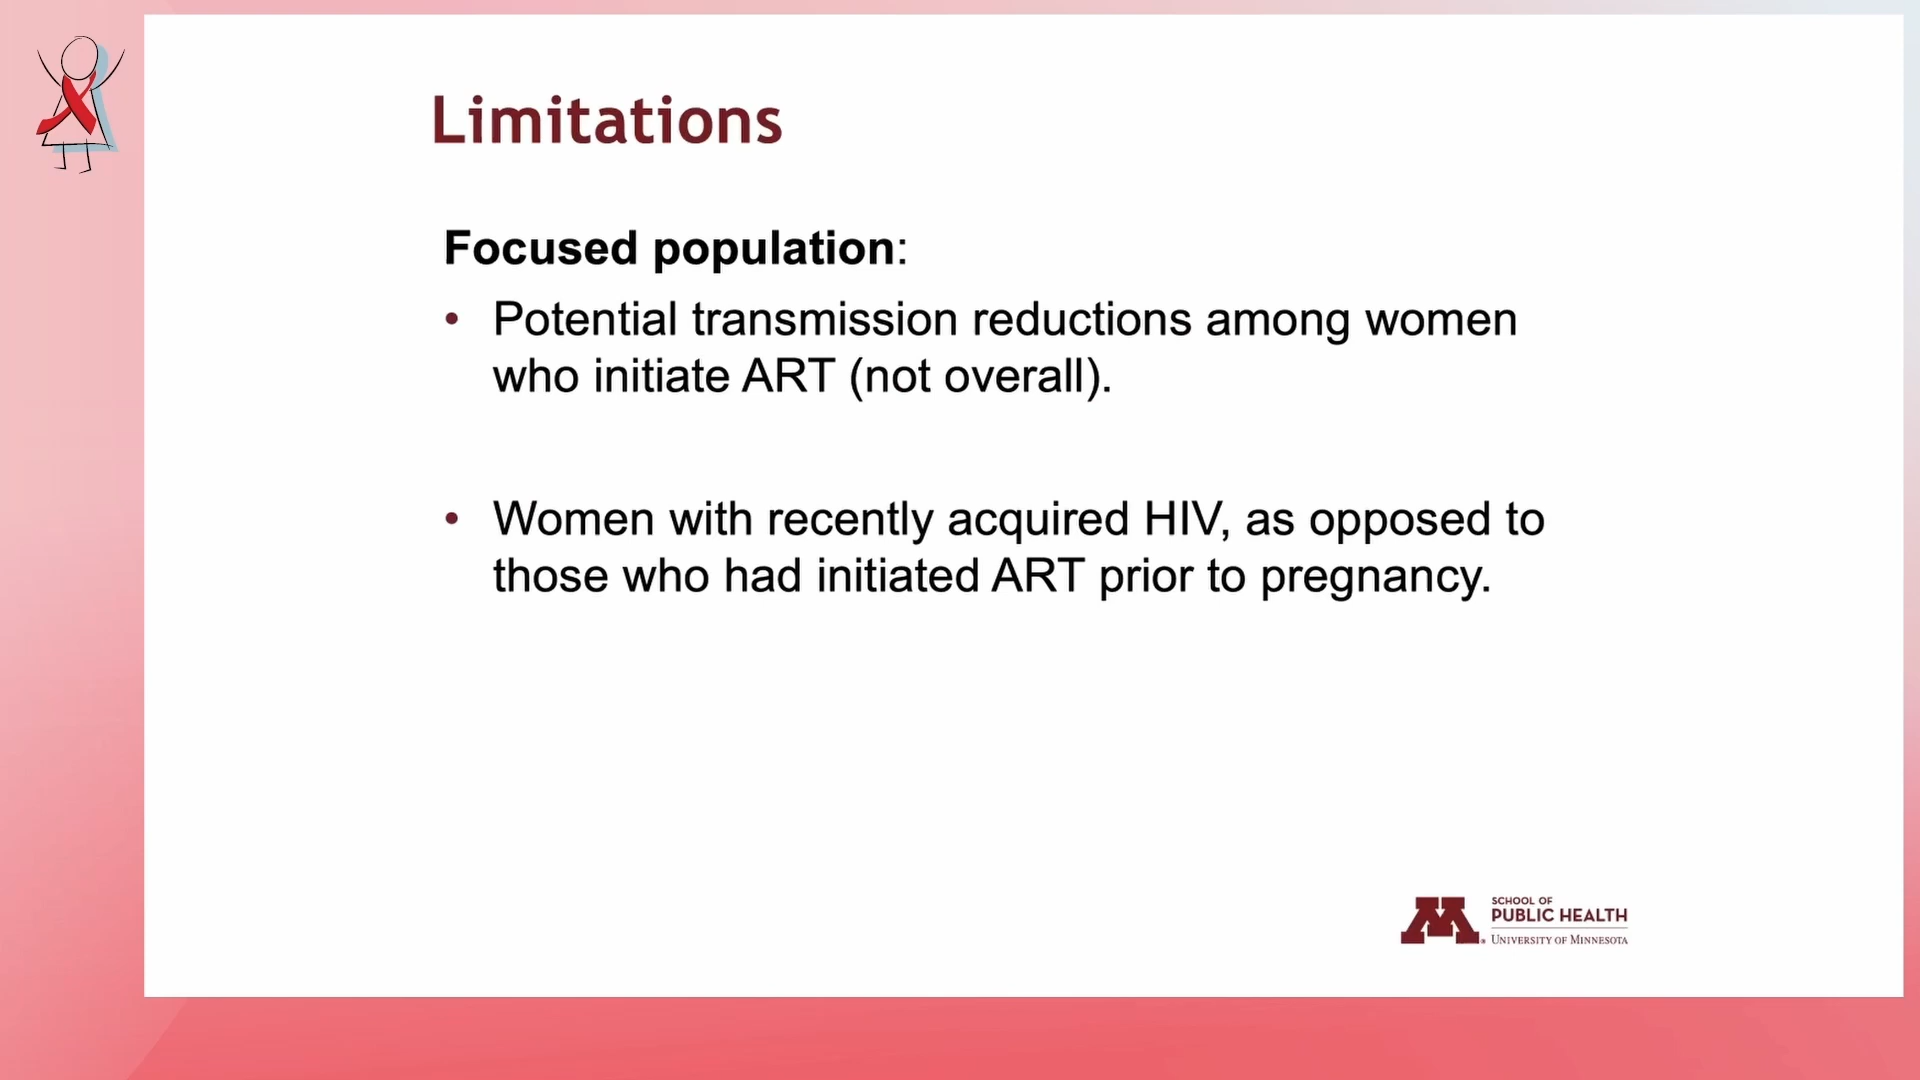 Limitations
Focused population:
• Potential transmission reductions among women
who initiate ART (not overall).
• Women with recently acquired HIV, as opposed to
those who had initiated ART prior to pregnancy.
SCHOOL OF
PUBLIC HEALTH
UNIVERSITY OF MINNESOTA